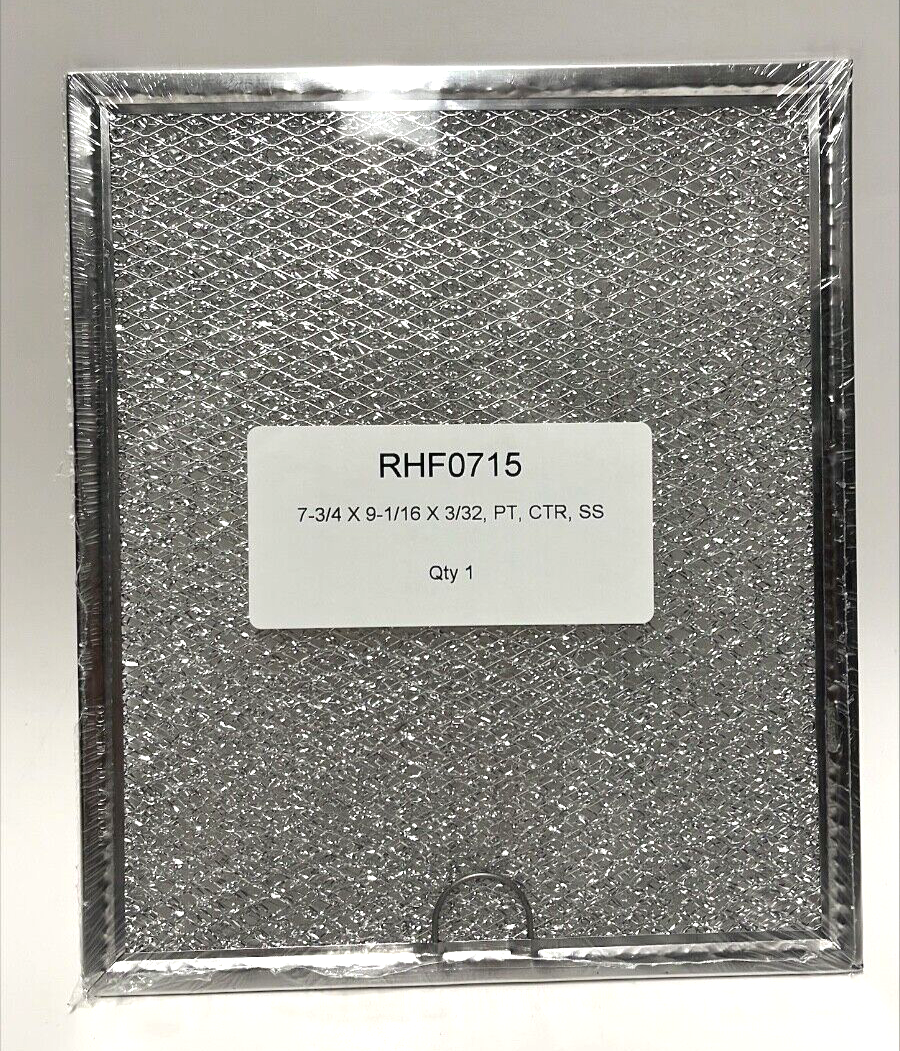 RHF0715
7-3/4 X 9-1/16 X 3/32, PT, CTR, SS
Qty 1